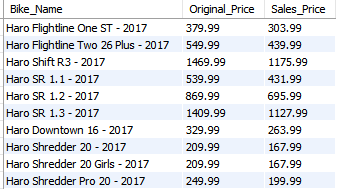 Bike_Name Original_Price Sales_Price
Haro Flightline One ST - 2017 379.99 303.99
Haro Flightline Two 26 Plus - 2017 549.99 439.99
Haro Shift R3 - 2017 1469.99 1175.99
Haro SR 1.1 - 2017 539.99 431.99
Haro SR 1.2 - 2017 869.99 695.99
Haro SR 1.3 - 2017 1409.99 1127.99
Haro Downtown 16 - 2017 329.99 263.99
Haro Shredder 20 - 2017 209.99 167.99
Haro Shredder 20 Girls - 2017 209.99 167.99
Haro Shredder Pro 20 - 2017 249.99 199.99